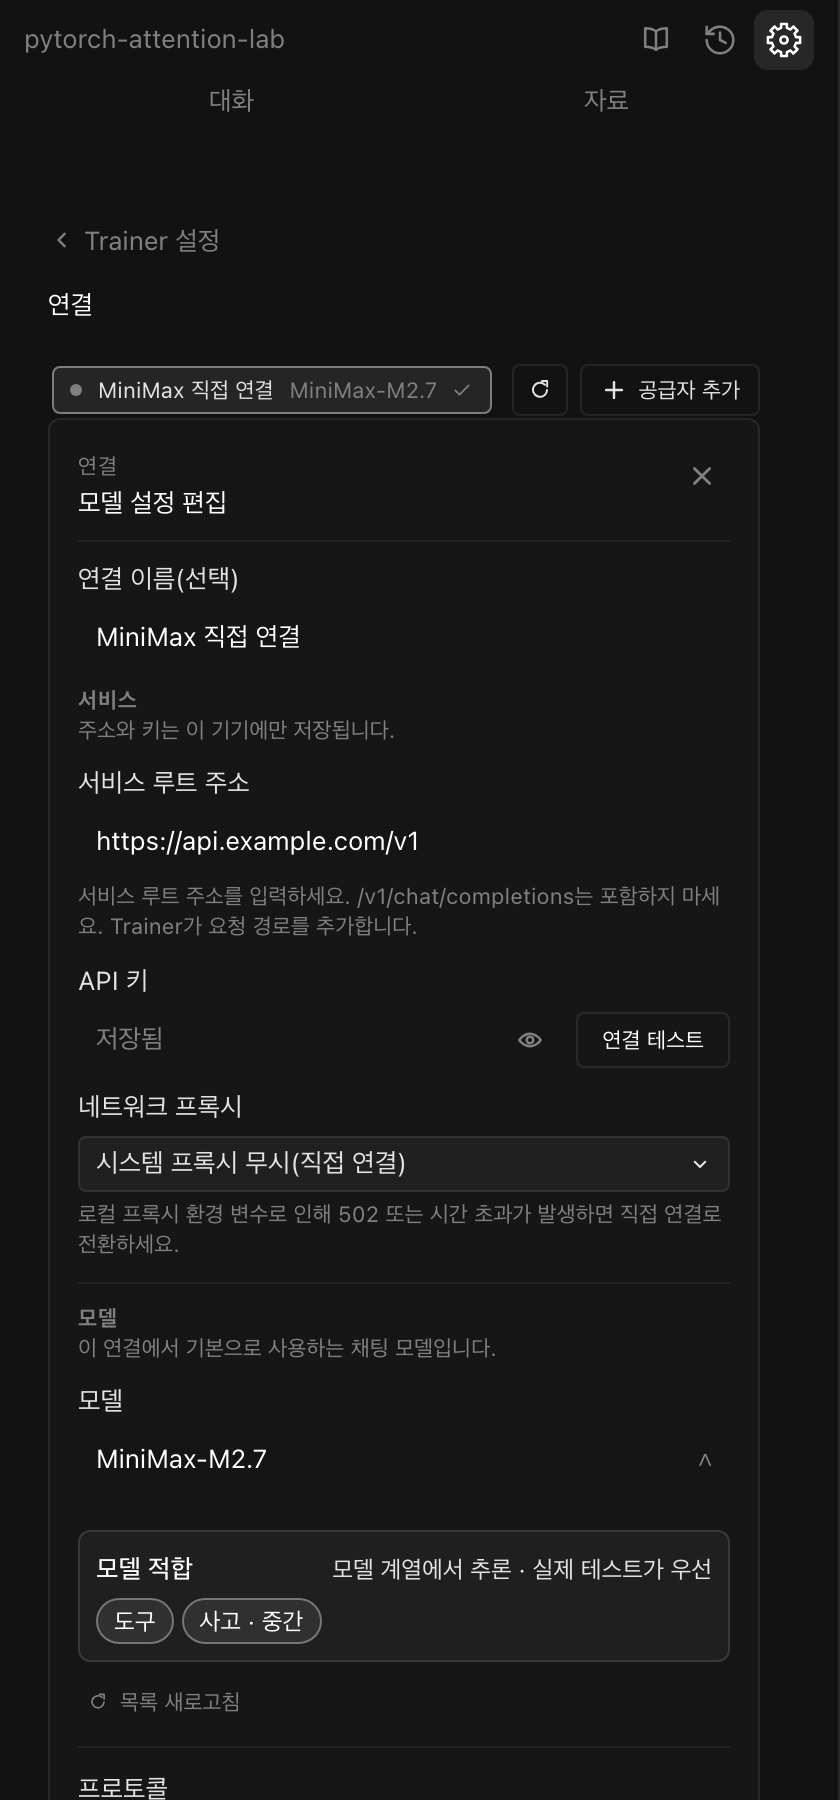 pytorch-attention-lab
대화
자료
Trainer 설정
연결
MiniMax 직접 연결 MiniMax-M2.7
공급자 추가
연결
모델 설정 편집
연결 이름(선택)
MiniMax 직접 연결
서비스
주소와 키는 이 기기에만 저장됩니다.
서비스 루트 주소
https://api.example.com/v1
서비스 루트 주소를 입력하세요. /v1/chat/completions는 포함하지 마세
요. Trainer가 요청 경로를 추가합니다.
API 키
저장됨
연결 테스트
네트워크 프록시
시스템 프록시 무시(직접 연결)
로컬 프록시 환경 변수로 인해 502 또는 시간 초과가 발생하면 직접 연결로
전환하세요.
모델
이 연결에서 기본으로 사용하는 채팅 모델입니다.
모델
MiniMax-M2.7
모델 적합
모델 계열에서 추론 · 실제 테스트가 우선
도구
사고 · 중간
목록 새로고침
프로토콜